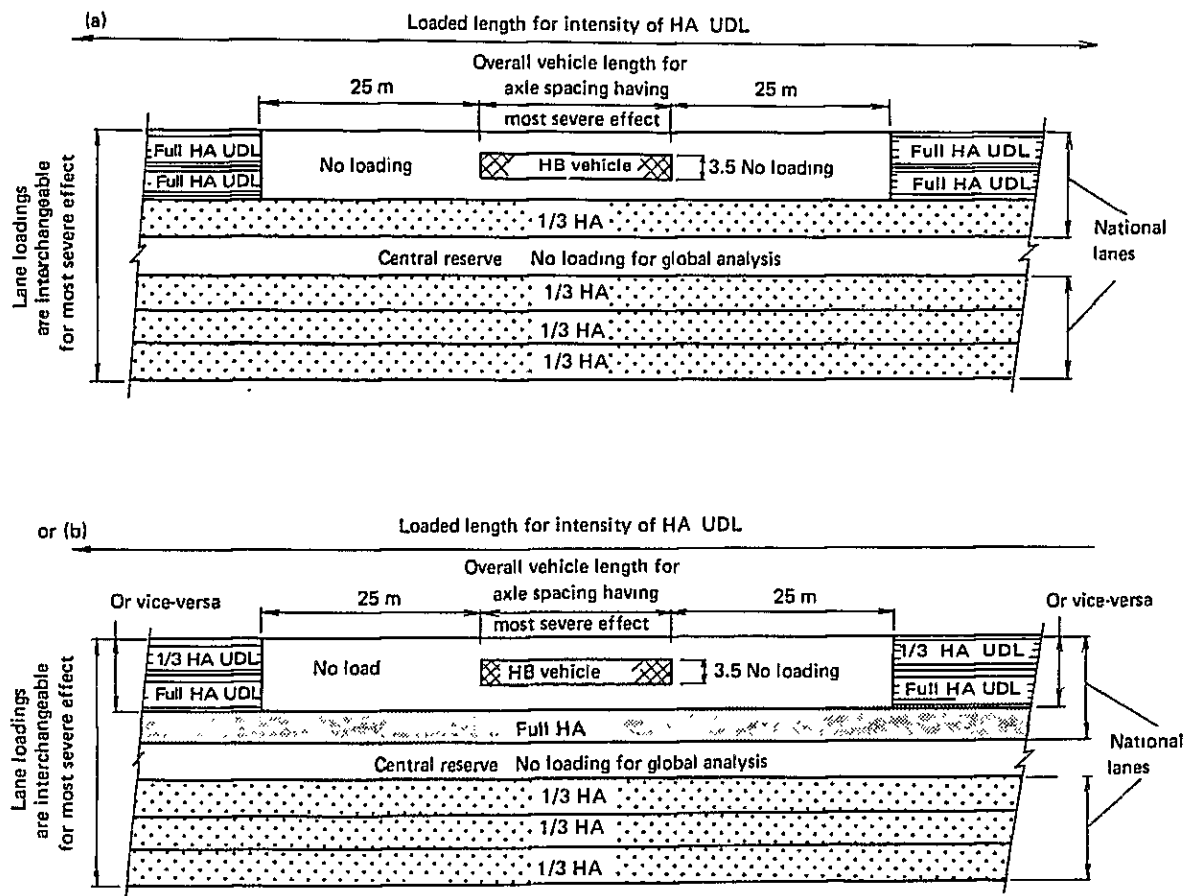 (a)
Loaded length for intensity of HA UDL
Overall vehicle length for
axle spacing having
most severe effect
25 m
25 m
Full HA UDL
Full HA UDL
No loading
HB vehicle
3.5 No loading
Full HA UDL
Full HA UDL
1/3 HA
Central reserve No loading for global analysis
1/3 HA
1/3 HA
1/3 HA
Lane loadings
are interchangeable
for most severe effect
National
lanes
or (b)
Loaded length for intensity of HA UDL
Overall vehicle length for
axle spacing having
most severe effect
Or vice-versa
25 m
25 m
Or vice-versa
1/3 HA UDL
Full HA UDL
No load
HB vehicle
3.5 No loading
1/3 HA UDL
Full HA UDL
Full HA
Central reserve No loading for global analysis
1/3 HA
1/3 HA
1/3 HA
Lane loadings
are interchangeable
for most severe effect
National
lanes